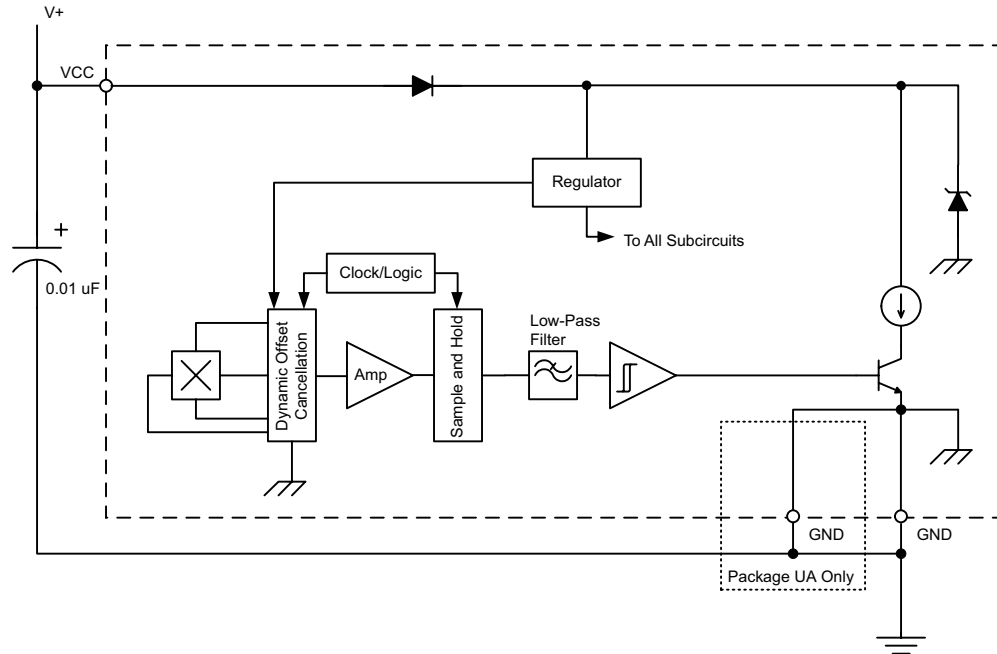 V+
VCC
Regulator
To All Subcircuits
Clock/Logic
+
0.01 uF
Dynamic Offset
Cancellation
Amp
Sample and Hold
Low-Pass
Filter
GND
GND
Package UA Only